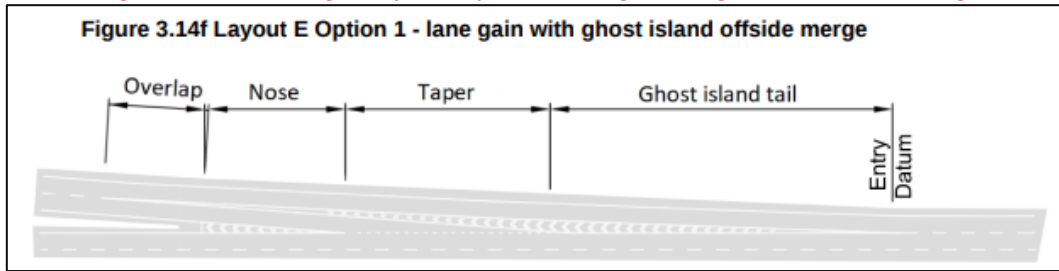 Figure 3.14f Layout E Option 1 - lane gain with ghost island offside merge
Overlap
Nose
Taper
Ghost island tail
Entry
Datum